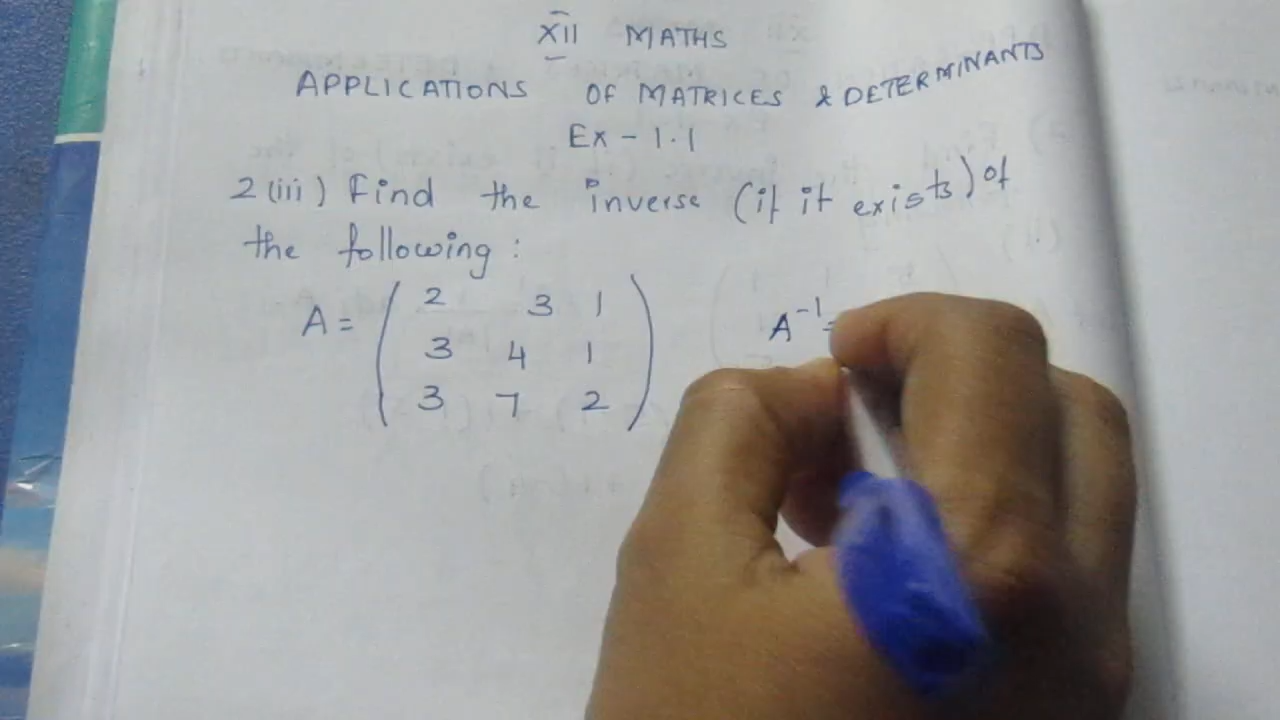 XII MATHS
APPLICATIONS OF MATRICES & DETERMINANTS
Ex - 1.1
2(iii) Find the inverse (if it exists) of
the following :
A = ( 2 3 1
3 4 1
3 7 2 )
A⁻¹ =